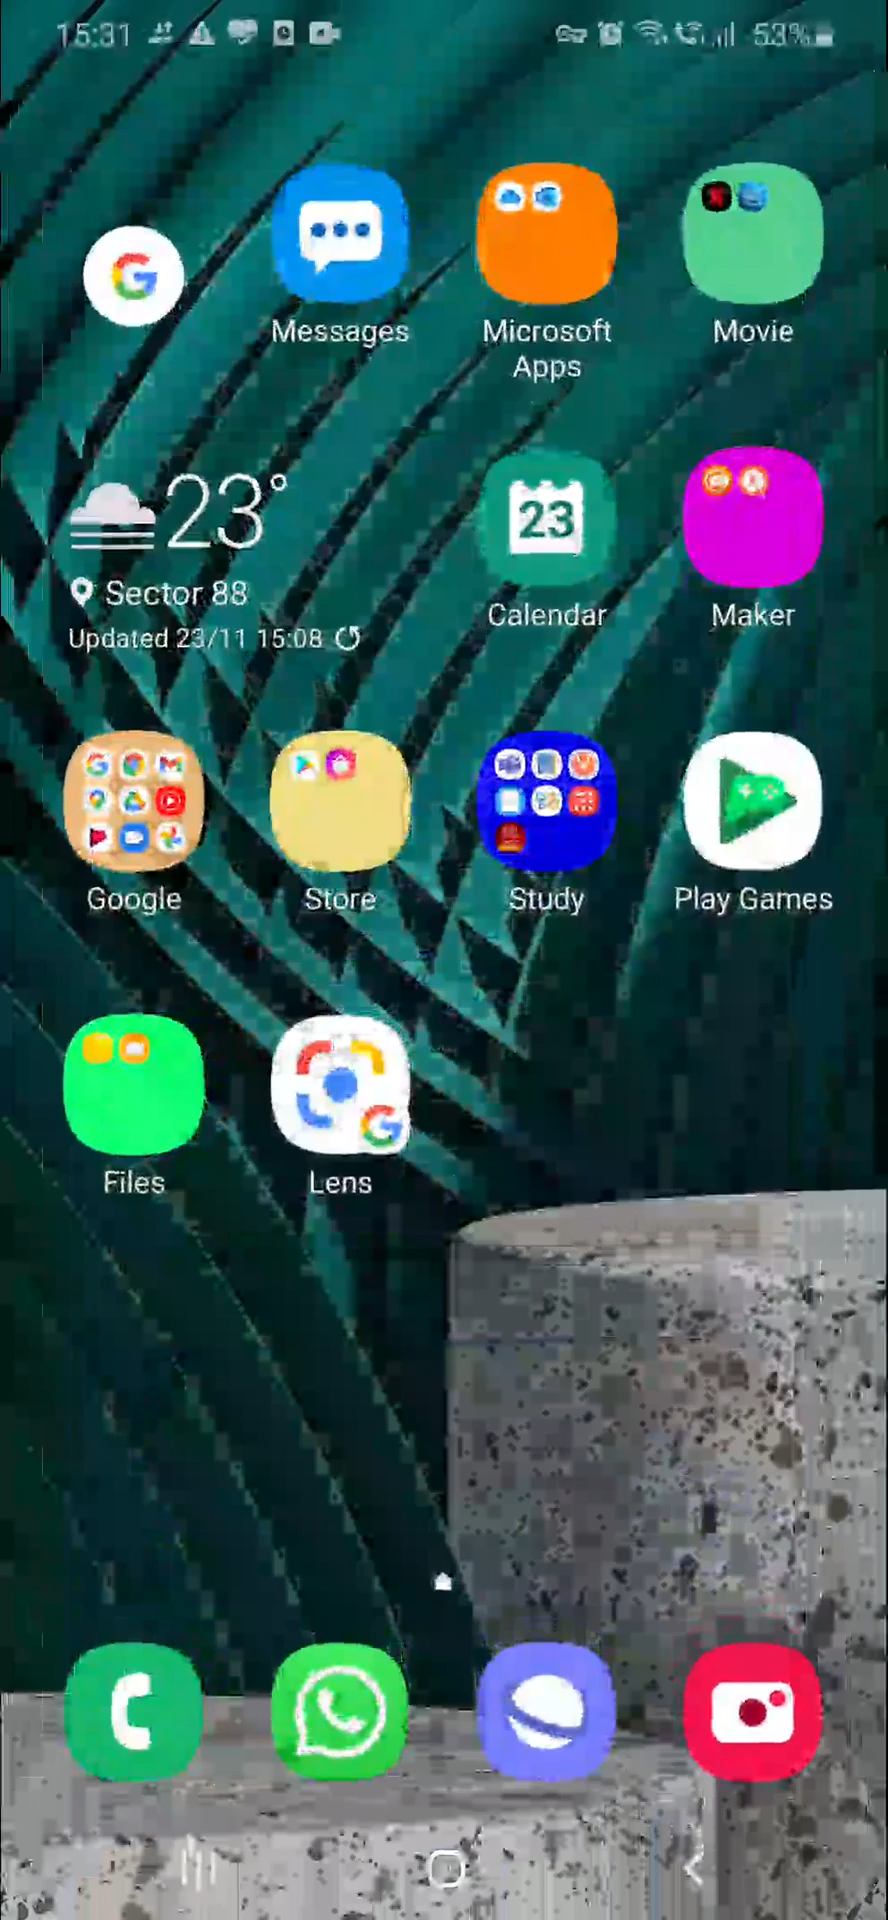 15:31 53%
Messages
Microsoft
Apps
Movie
23°
Sector 88
Updated 23/11 15:08
23
Calendar
Maker
Google
Store
Study
Play Games
Files
Lens